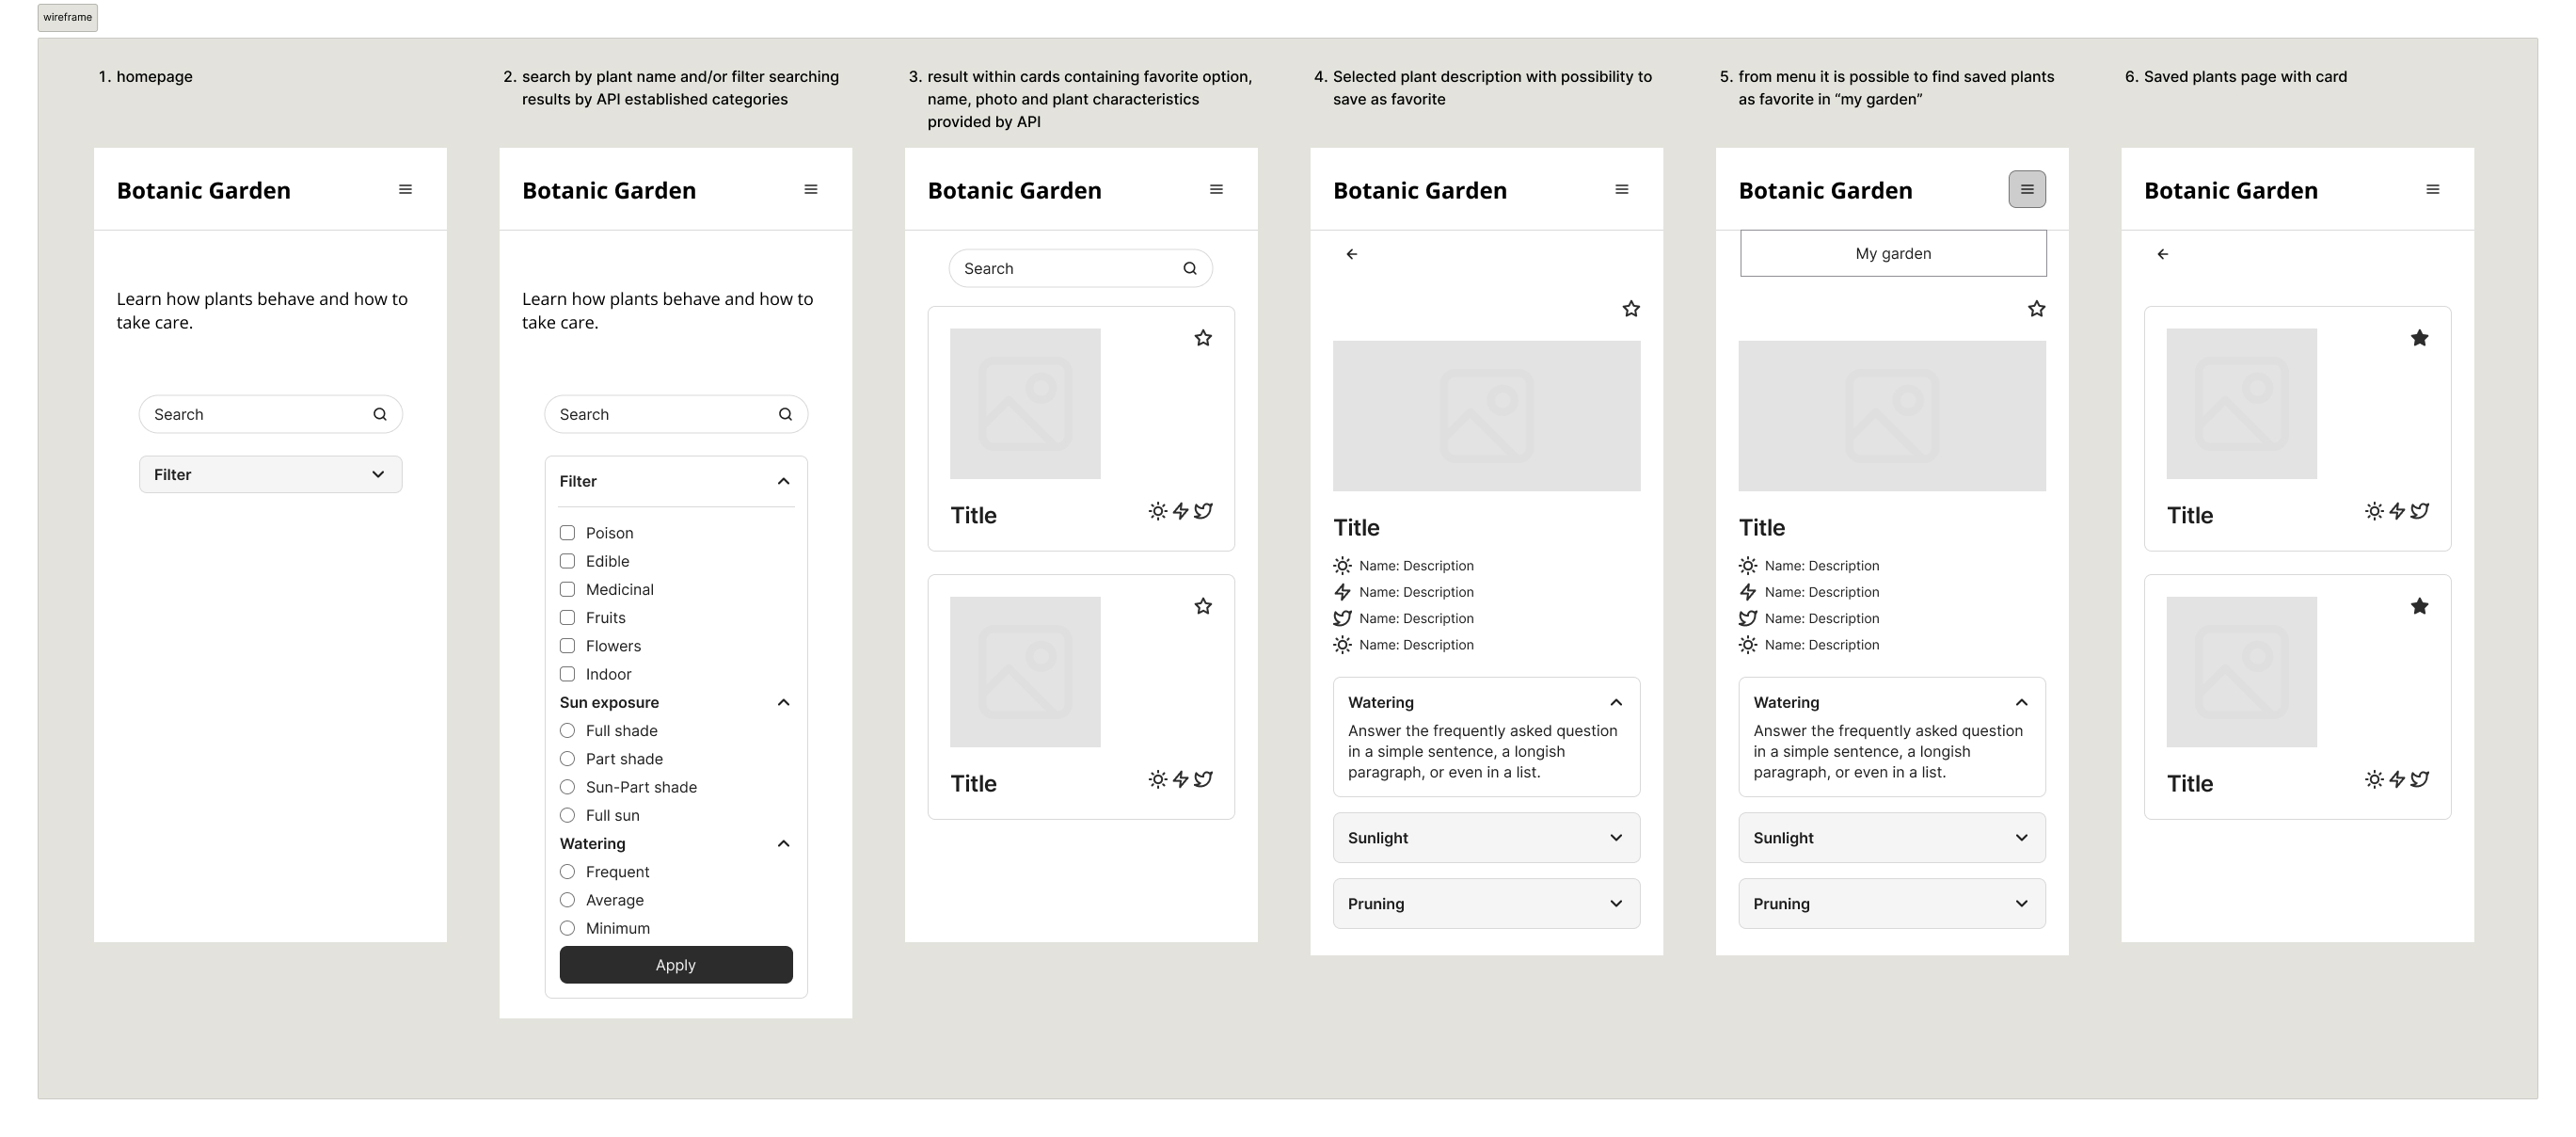 wireframe
1. homepage
2. search by plant name and/or filter searching
results by API established categories
3. result within cards containing favorite option,
name, photo and plant characteristics
provided by API
4. Selected plant description with possibility to
save as favorite
5. from menu it is possible to find saved plants
as favorite in “my garden”
6. Saved plants page with card
Botanic Garden
Learn how plants behave and how to
take care.
Search
Filter
Botanic Garden
Learn how plants behave and how to
take care.
Search
Filter
Poison
Edible
Medicinal
Fruits
Flowers
Indoor
Sun exposure
Full shade
Part shade
Sun-Part shade
Full sun
Watering
Frequent
Average
Minimum
Apply
Botanic Garden
Search
Title
Title
Botanic Garden
Title
Name: Description
Name: Description
Name: Description
Name: Description
Watering
Answer the frequently asked question
in a simple sentence, a longish
paragraph, or even in a list.
Sunlight
Pruning
Botanic Garden
My garden
Title
Name: Description
Name: Description
Name: Description
Name: Description
Watering
Answer the frequently asked question
in a simple sentence, a longish
paragraph, or even in a list.
Sunlight
Pruning
Botanic Garden
Title
Title